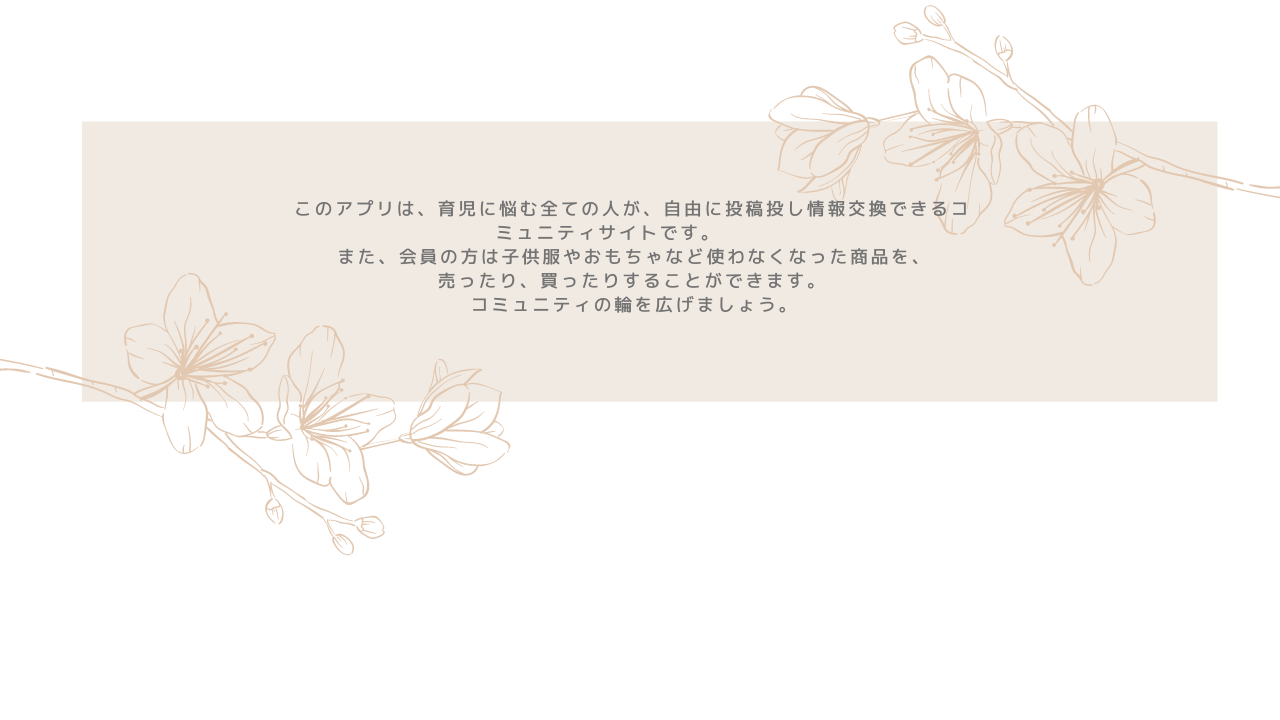 このアプリは、育児に悩む全ての人が、自由に投稿投し情報交換できるコ
ミュニティサイトです。
また、会員の方は子供服やおもちゃなど使わなくなった商品を、
売ったり、買ったりすることができます。
コミュニティの輪を広げましょう。